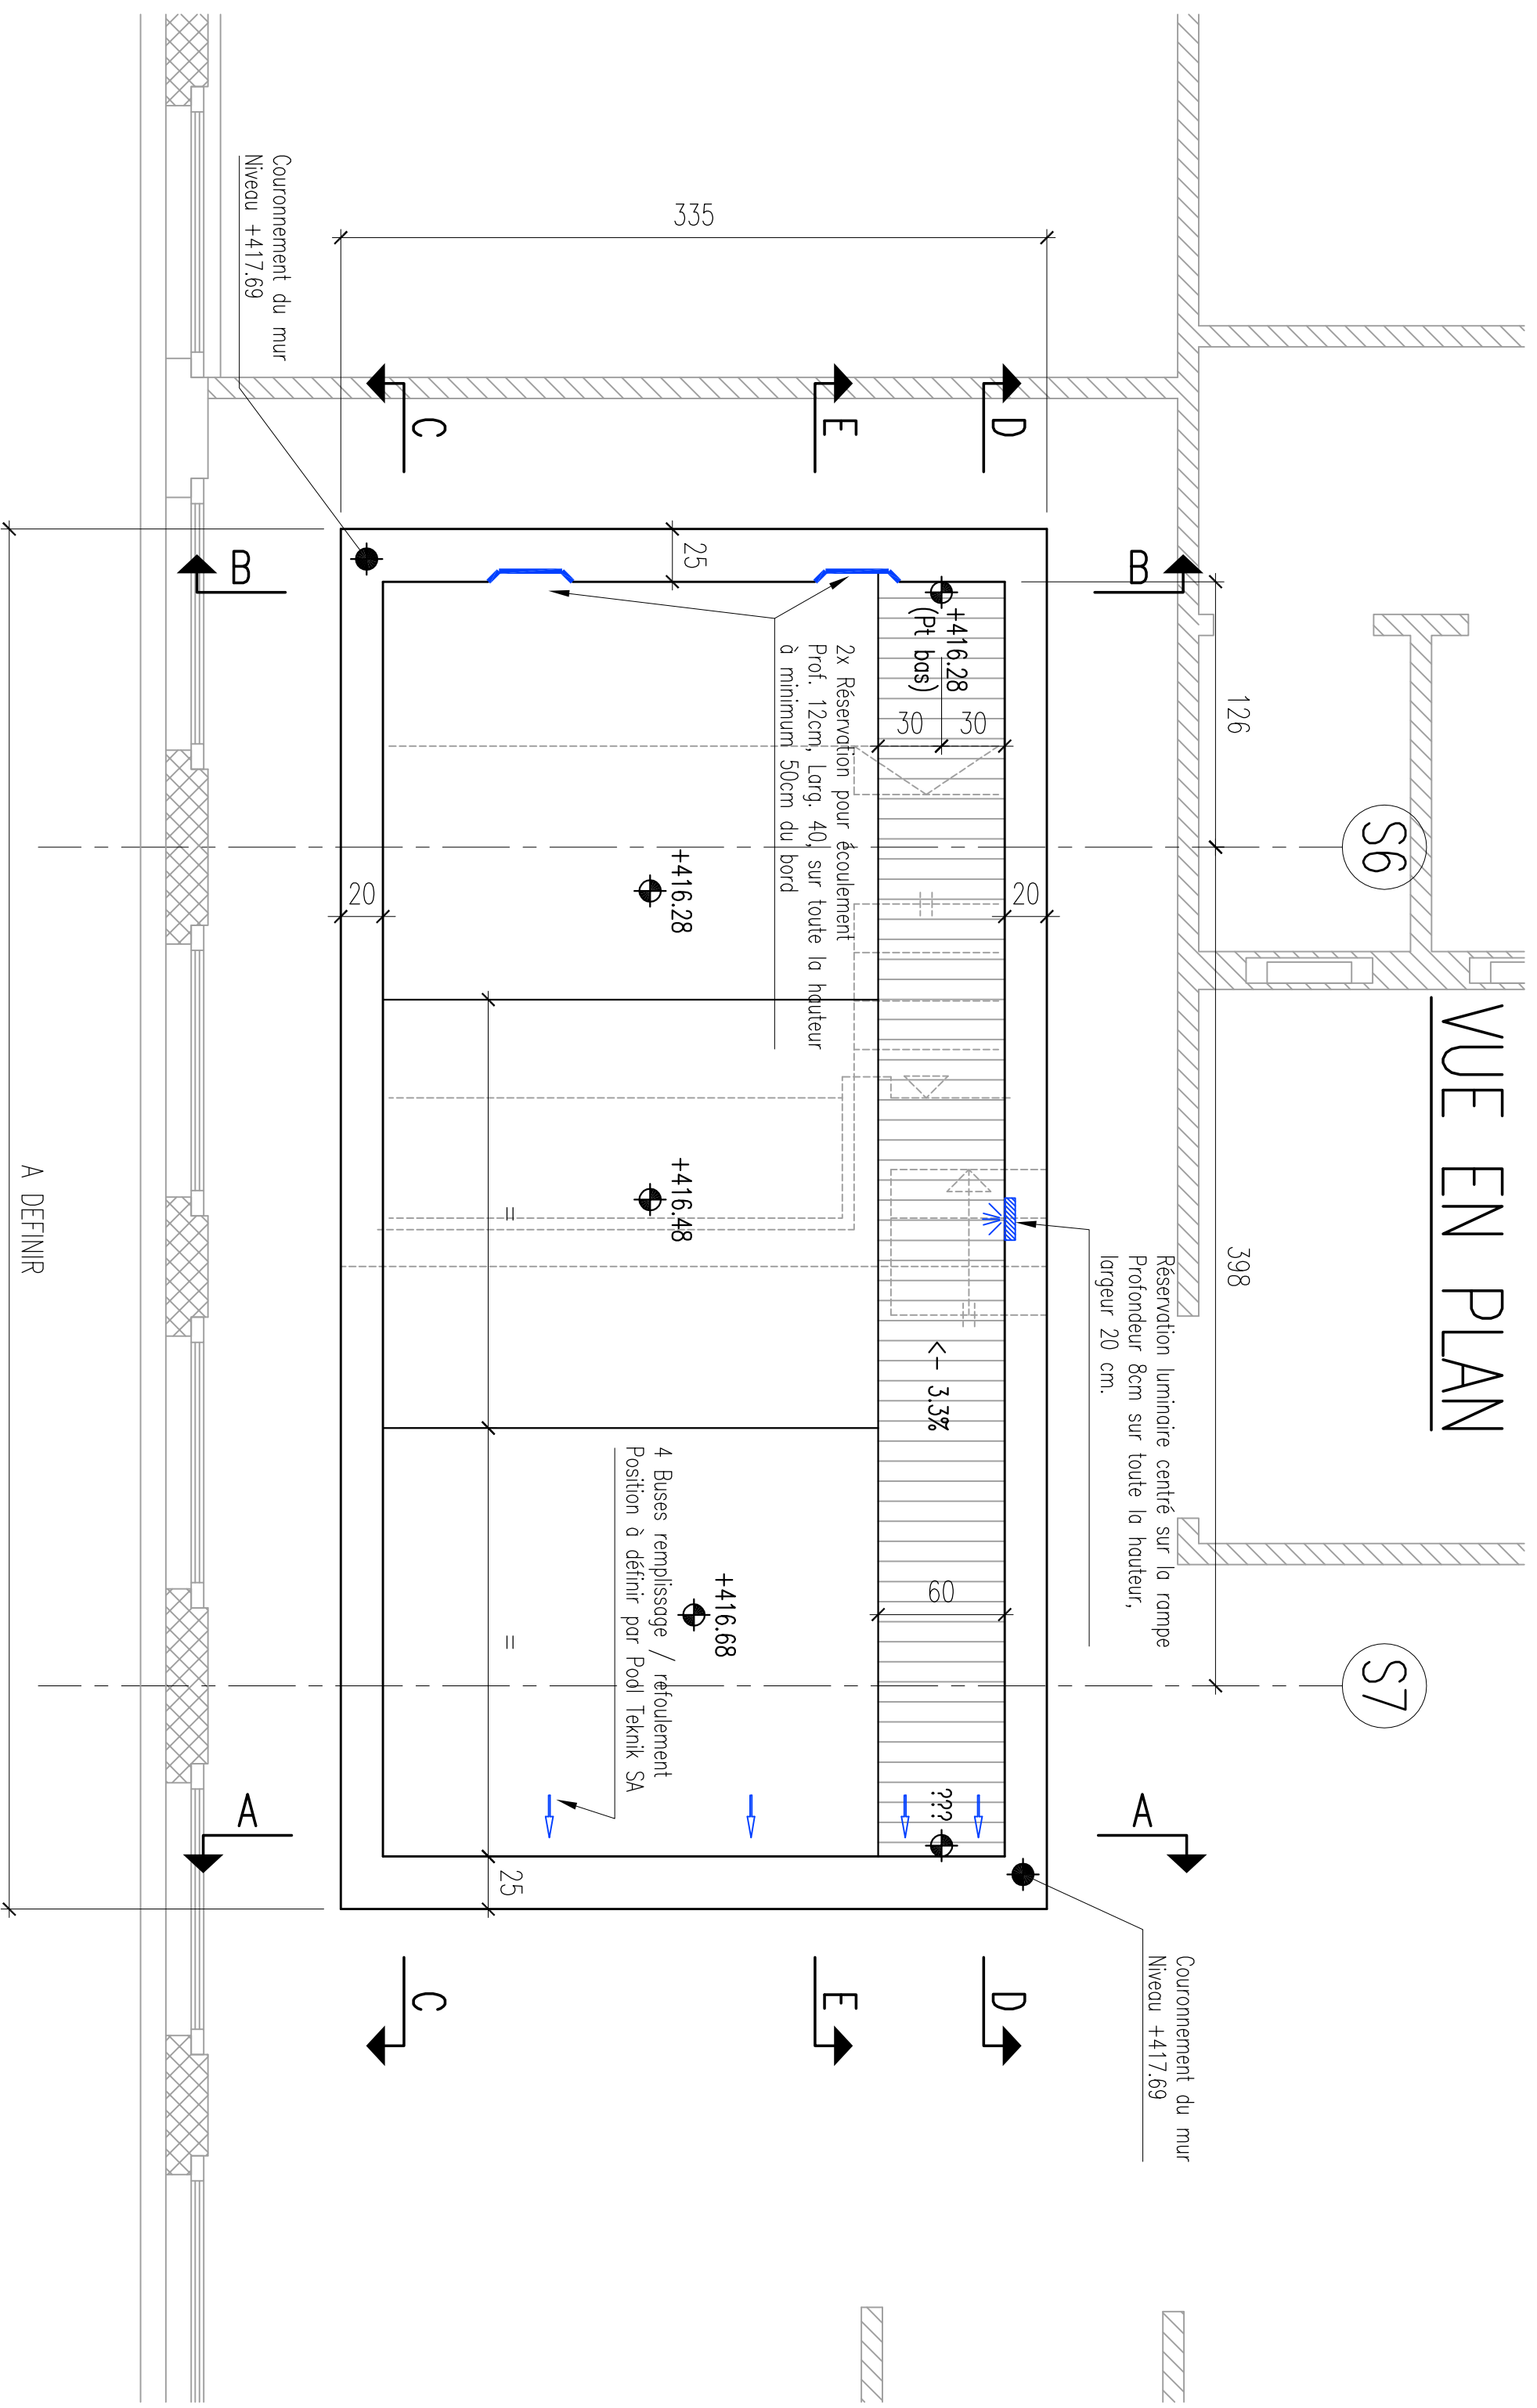 VUE EN PLAN
S6
S7
126
398
Réservation luminaire centré sur la rampe
Profondeur 8cm sur toute la hauteur,
largeur 20 cm.
Couronnement du mur
Niveau +417.69
B
A
D
D
E
E
C
C
B
A
20
20
25
25
30
30
60
335
+416.28
(Pt bas)
<- 3.3%
???
2x Réservation pour écoulement
Prof. 12cm, Larg. 40, sur toute la hauteur
à minimum 50cm du bord
+416.28
+416.48
+416.68
4 Buses remplissage / refoulement
Position à définir par Pool Teknik SA
=
=
Couronnement du mur
Niveau +417.69
A DEFINIR